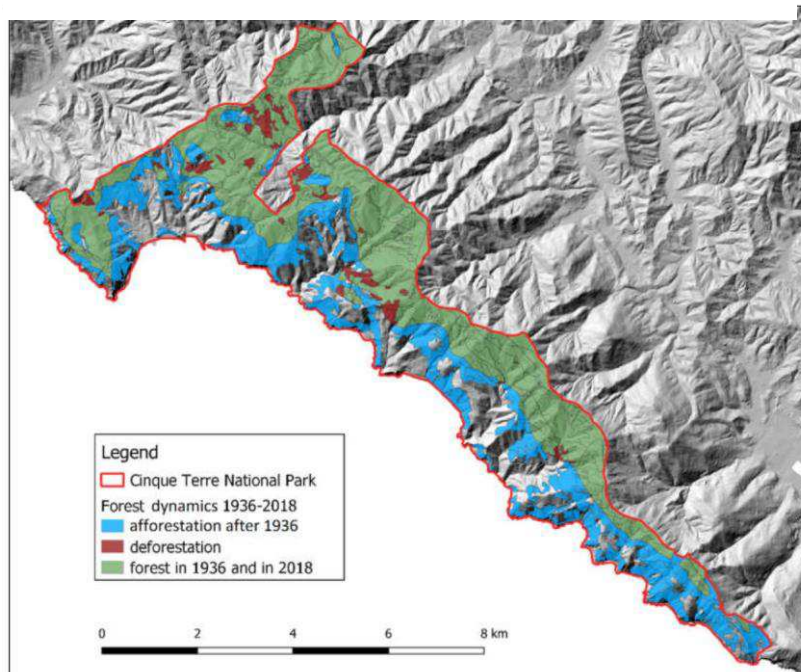 Legend
Cinque Terre National Park
Forest dynamics 1936-2018
afforestation after 1936
deforestation
forest in 1936 and in 2018
0 2 4 6 8 km